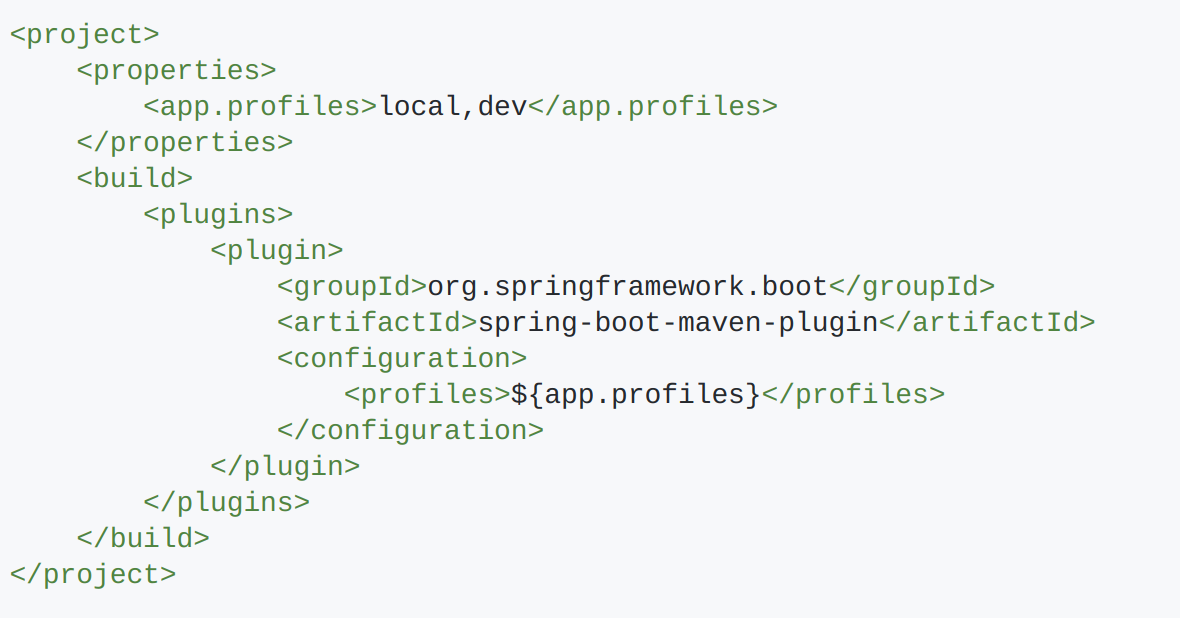 <project>
    <properties>
        <app.profiles>local,dev</app.profiles>
    </properties>
    <build>
        <plugins>
            <plugin>
                <groupId>org.springframework.boot</groupId>
                <artifactId>spring-boot-maven-plugin</artifactId>
                <configuration>
                    <profiles>${app.profiles}</profiles>
                </configuration>
            </plugin>
        </plugins>
    </build>
</project>